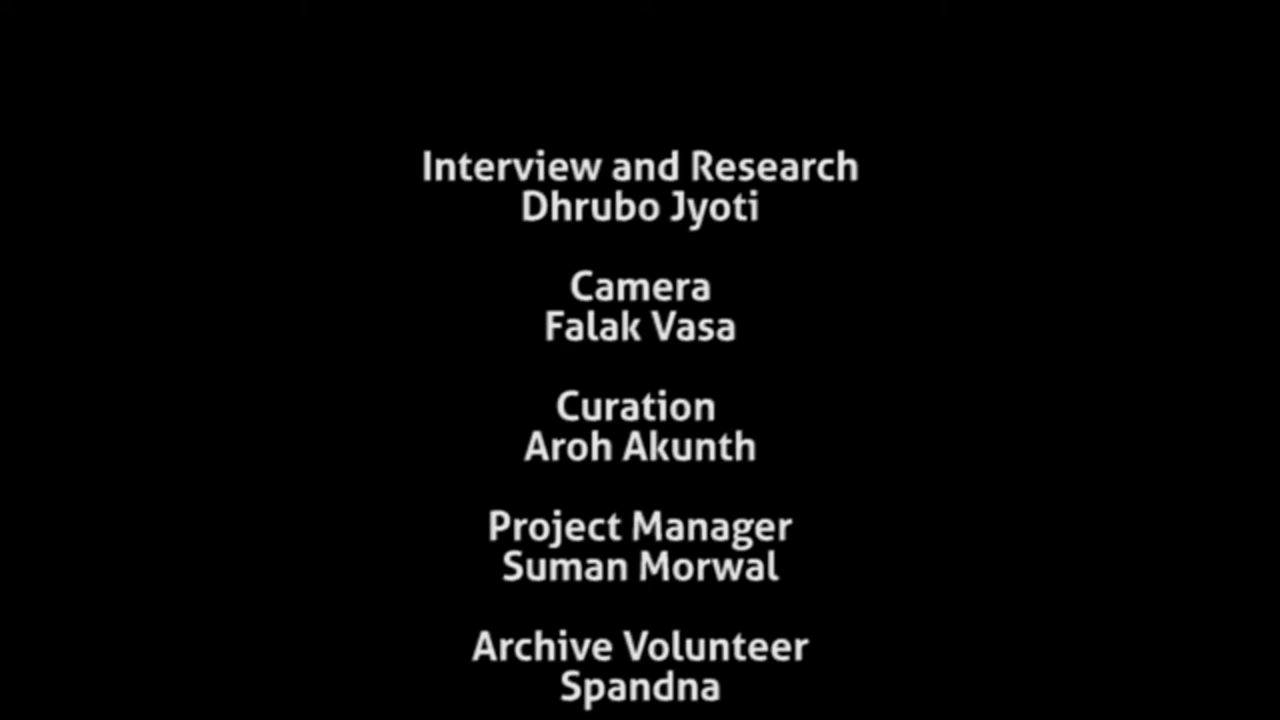 Interview and Research
Dhrubo Jyoti
Camera
Falak Vasa
Curation
Aroh Akunth
Project Manager
Suman Morwal
Archive Volunteer
Spandna